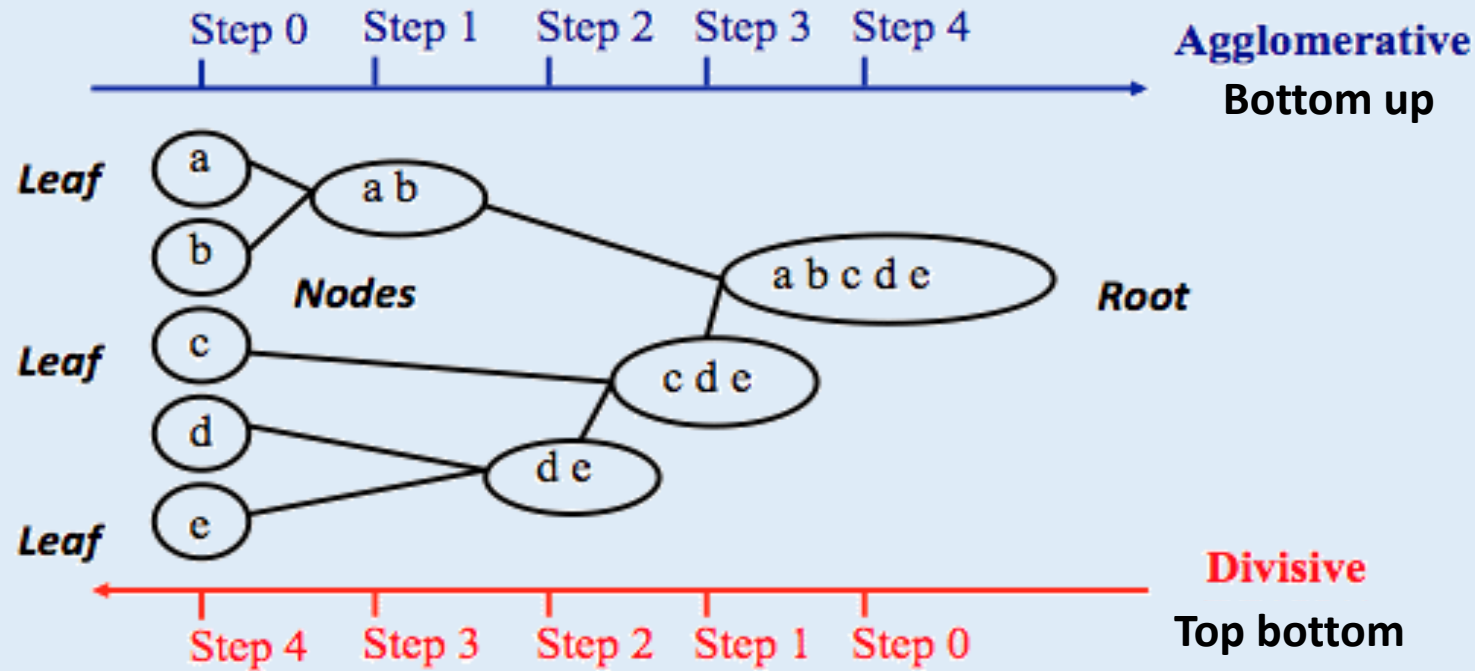 Step 0 Step 1 Step 2 Step 3 Step 4
Agglomerative
Bottom up
Leaf
a
a b
b
Nodes
a b c d e
Root
Leaf
c
c d e
d
d e
Leaf
e
Divisive
Step 4 Step 3 Step 2 Step 1 Step 0
Top bottom